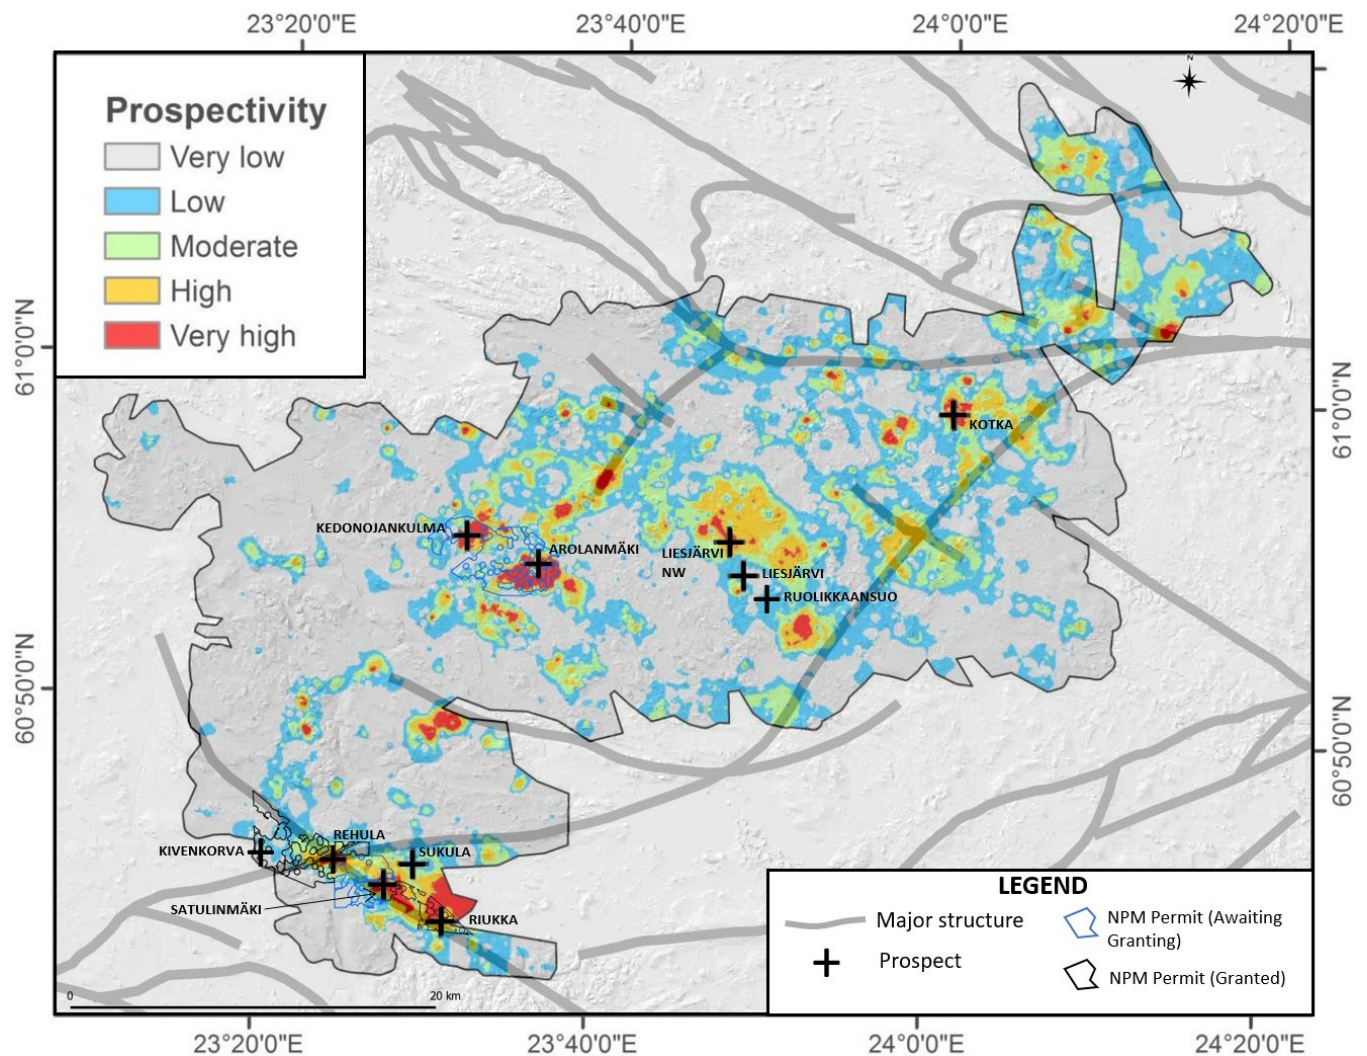 23°20'0"E
23°40'0"E
24°0'0"E
24°20'0"E
N
Prospectivity
Very low
Low
Moderate
High
Very high
61°0'0"N
61°0'0"N
KOTKA
KEDONOJANKULMA
AROLANMÄKI
LIESJÄRVI
NW
LIESJÄRVI
RUOLIKKAANSUO
60°50'0"N
60°50'0"N
REHULA
KIVENKORVA
SUKULA
SATULINMÄKI
RIUKKA
LEGEND
Major structure
Prospect
NPM Permit (Awaiting
Granting)
NPM Permit (Granted)
0
20 km
23°20'0"E
23°40'0"E
24°0'0"E
24°20'0"E